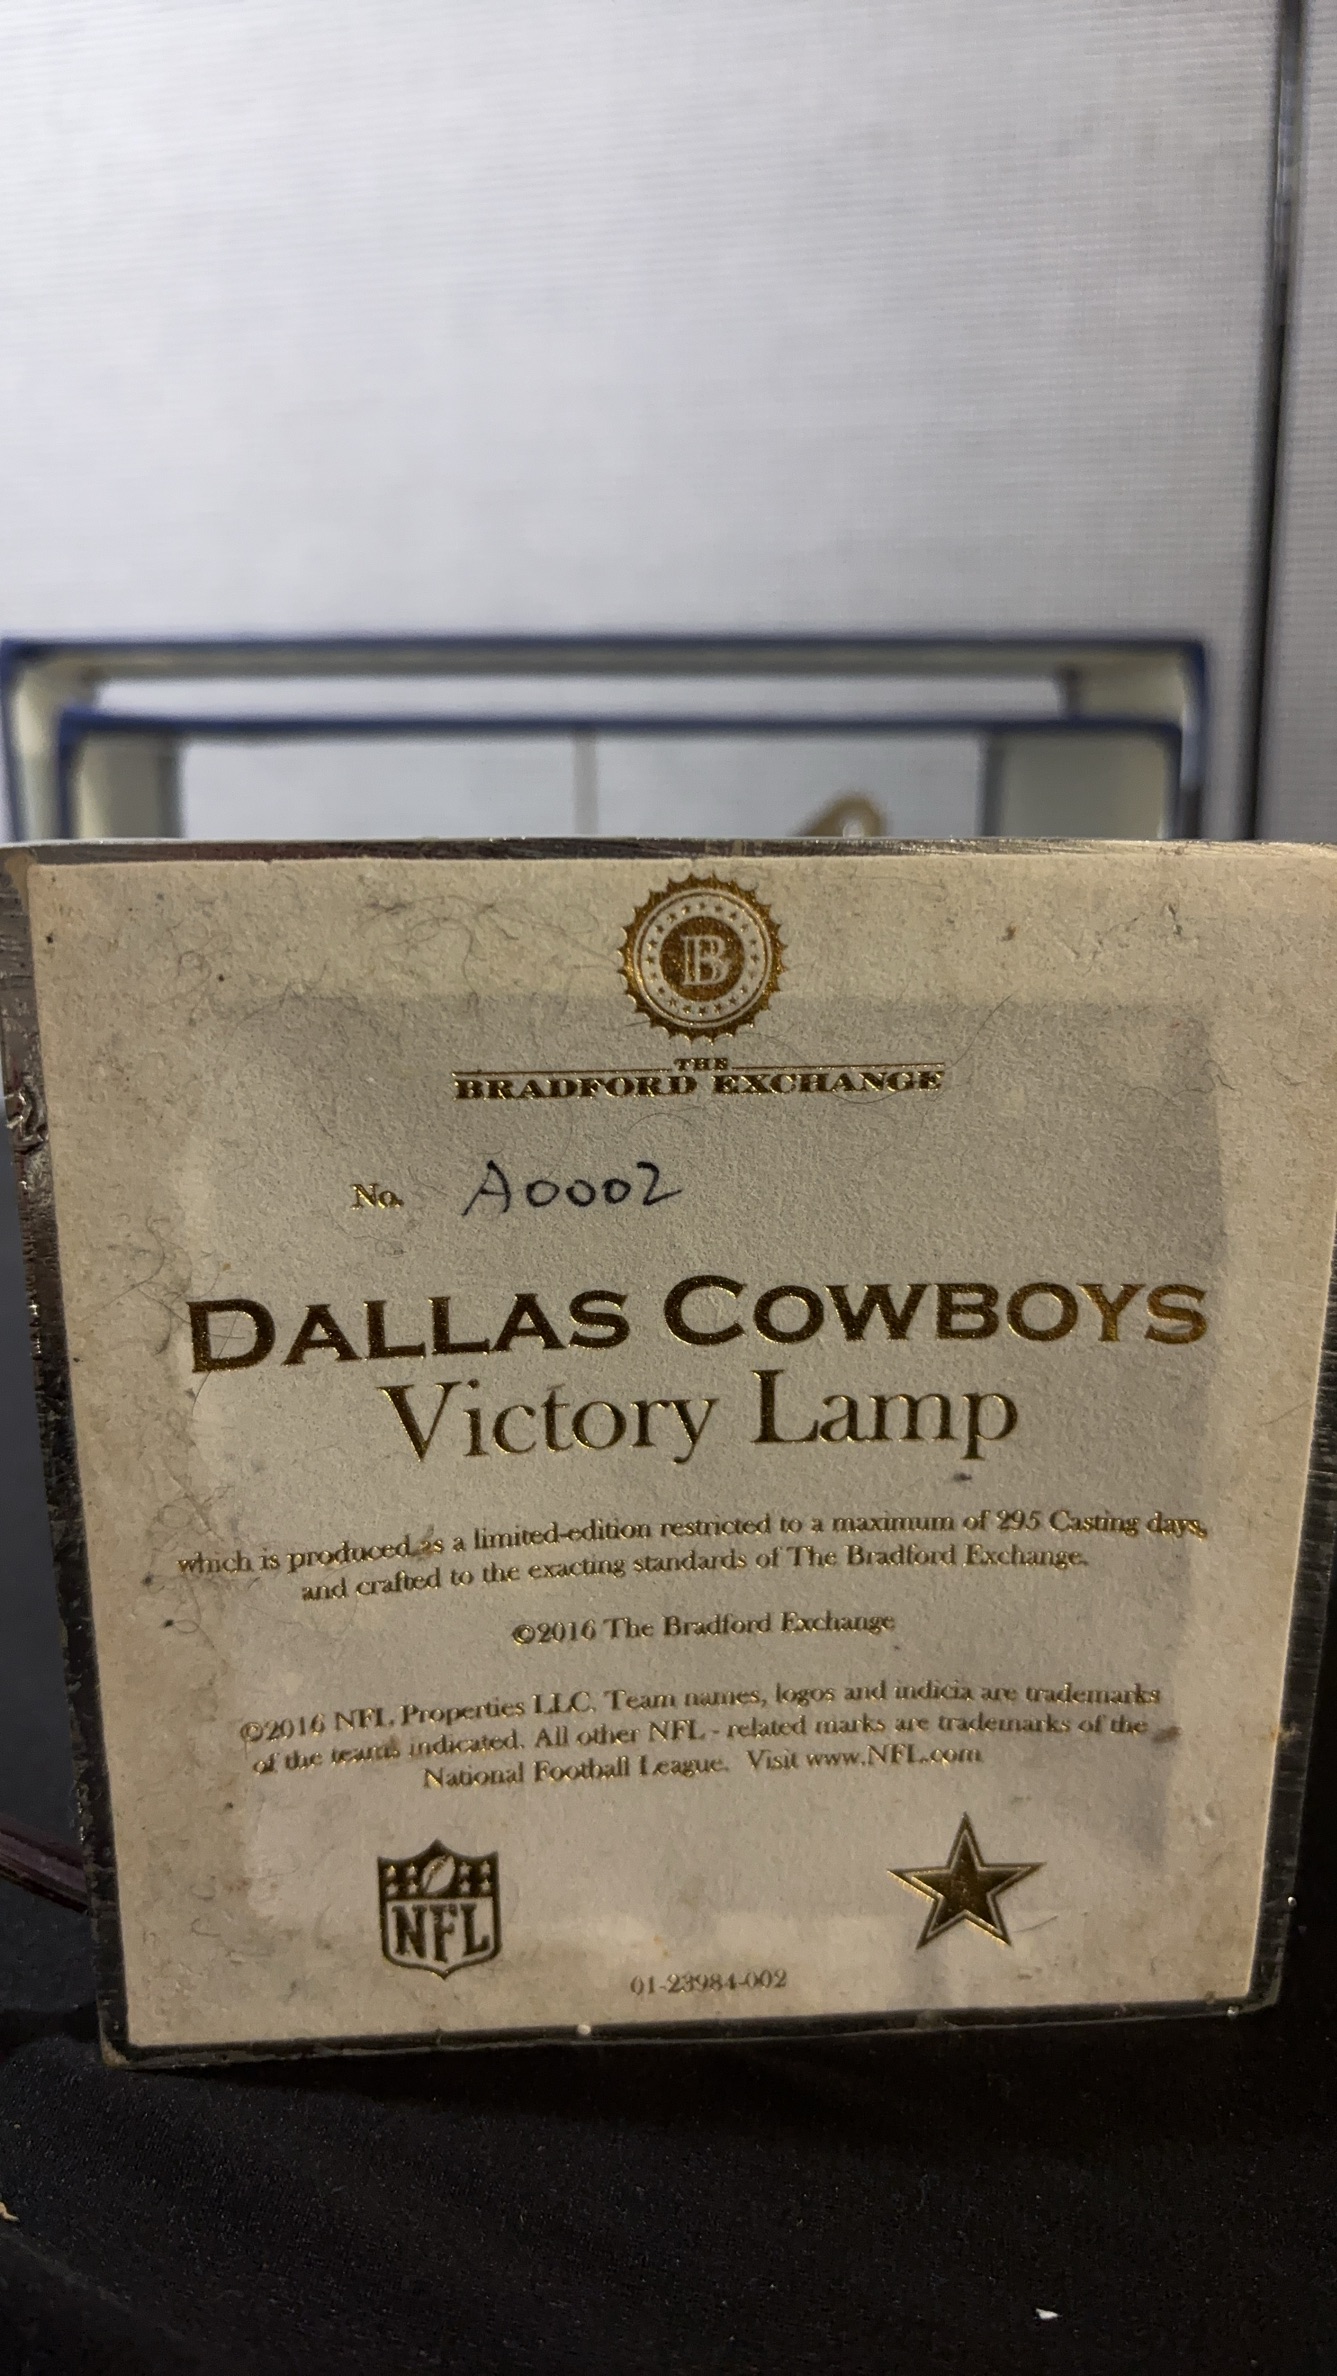 B
THE
BRADFORD EXCHANGE
No. A0002
DALLAS COWBOYS
Victory Lamp
which is produced as a limited-edition restricted to a maximum of 295 Casting days,
and crafted to the exacting standards of The Bradford Exchange.
©2016 The Bradford Exchange
©2016 NFL Properties LLC. Team names, logos and indicia are trademarks
of the teams indicated. All other NFL - related marks are trademarks of the
National Football League. Visit www.NFL.com
NFL
01-23984-002